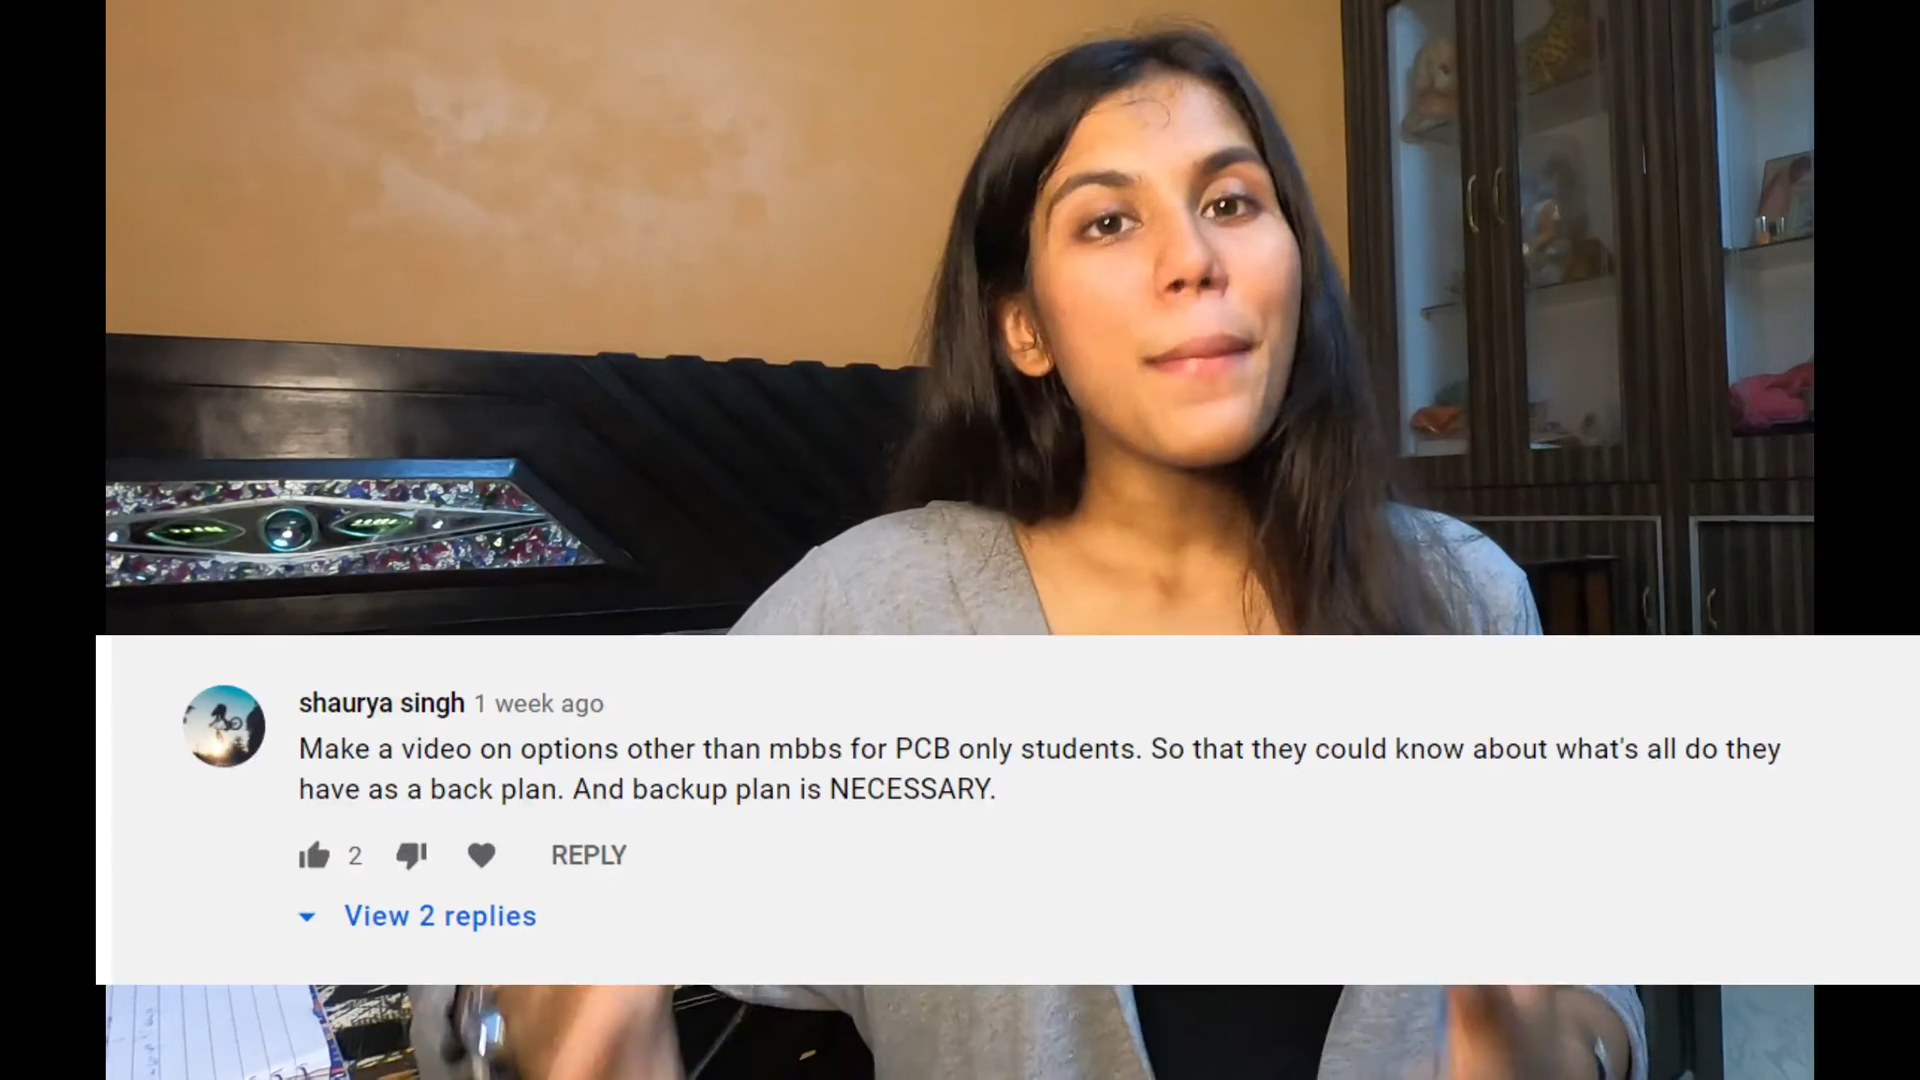 shaurya singh 1 week ago
Make a video on options other than mbbs for PCB only students. So that they could know about what's all do they
have as a back plan. And backup plan is NECESSARY.
2 REPLY
View 2 replies